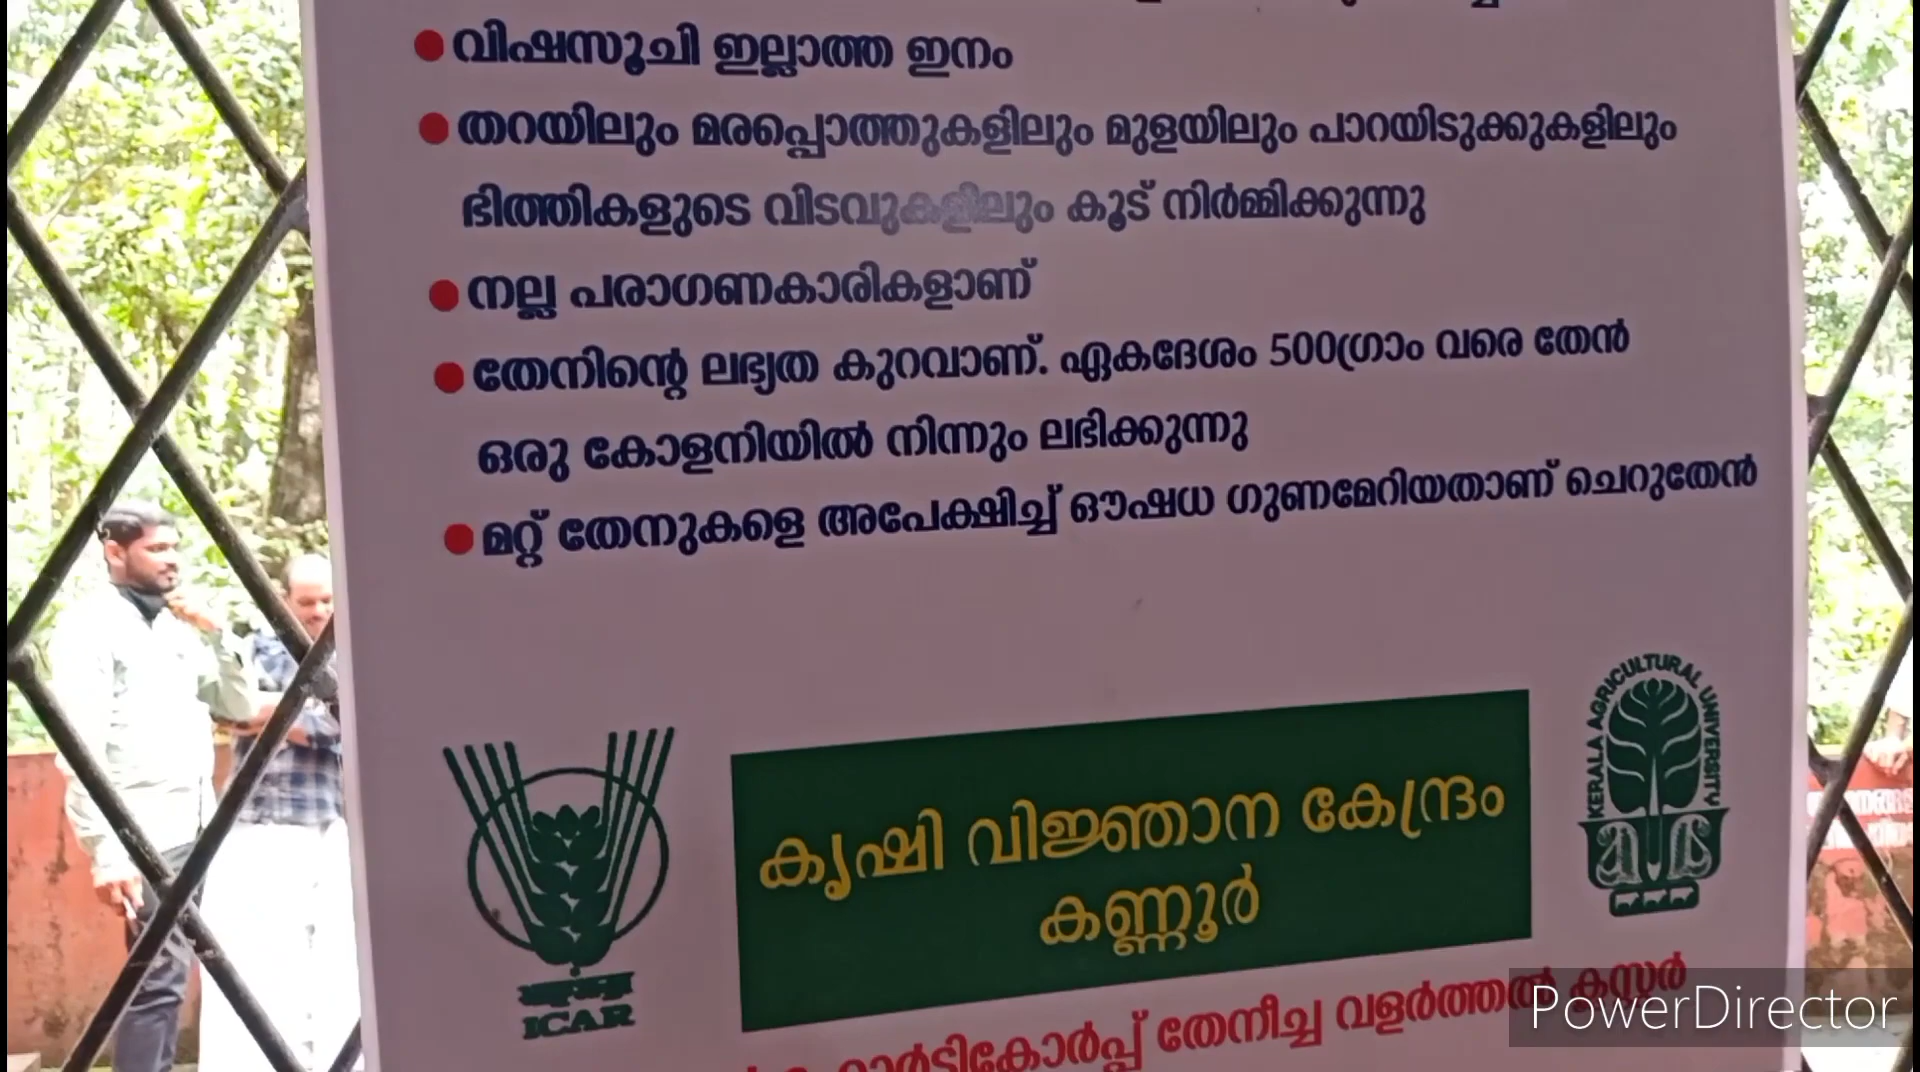 വിഷസൂചി ഇല്ലാത്ത ഇനം
തറയിലും മരപ്പൊത്തുകളിലും മുളയിലും പാറയിടുക്കുകളിലും
ഭിത്തികളുടെ വിടവുകളിലും കൂട് നിർമ്മിക്കുന്നു
നല്ല പരാഗണകാരികളാണ്
തേനിന്റെ ലഭ്യത കുറവാണ്. ഏകദേശം 500ഗ്രാം വരെ തേൻ
ഒരു കോളനിയിൽ നിന്നും ലഭിക്കുന്നു
മറ്റ് തേനുകളെ അപേക്ഷിച്ച് ഔഷധ ഗുണമേറിയതാണ് ചെറുതേൻ
KERALA AGRICULTURAL UNIVERSITY
കൃഷി വിജ്ഞാന കേന്ദ്രം
കണ്ണൂർ
ICAR
തേനീച്ച വളർത്തൽ ക്ലസ്റ്റർ
PowerDirector